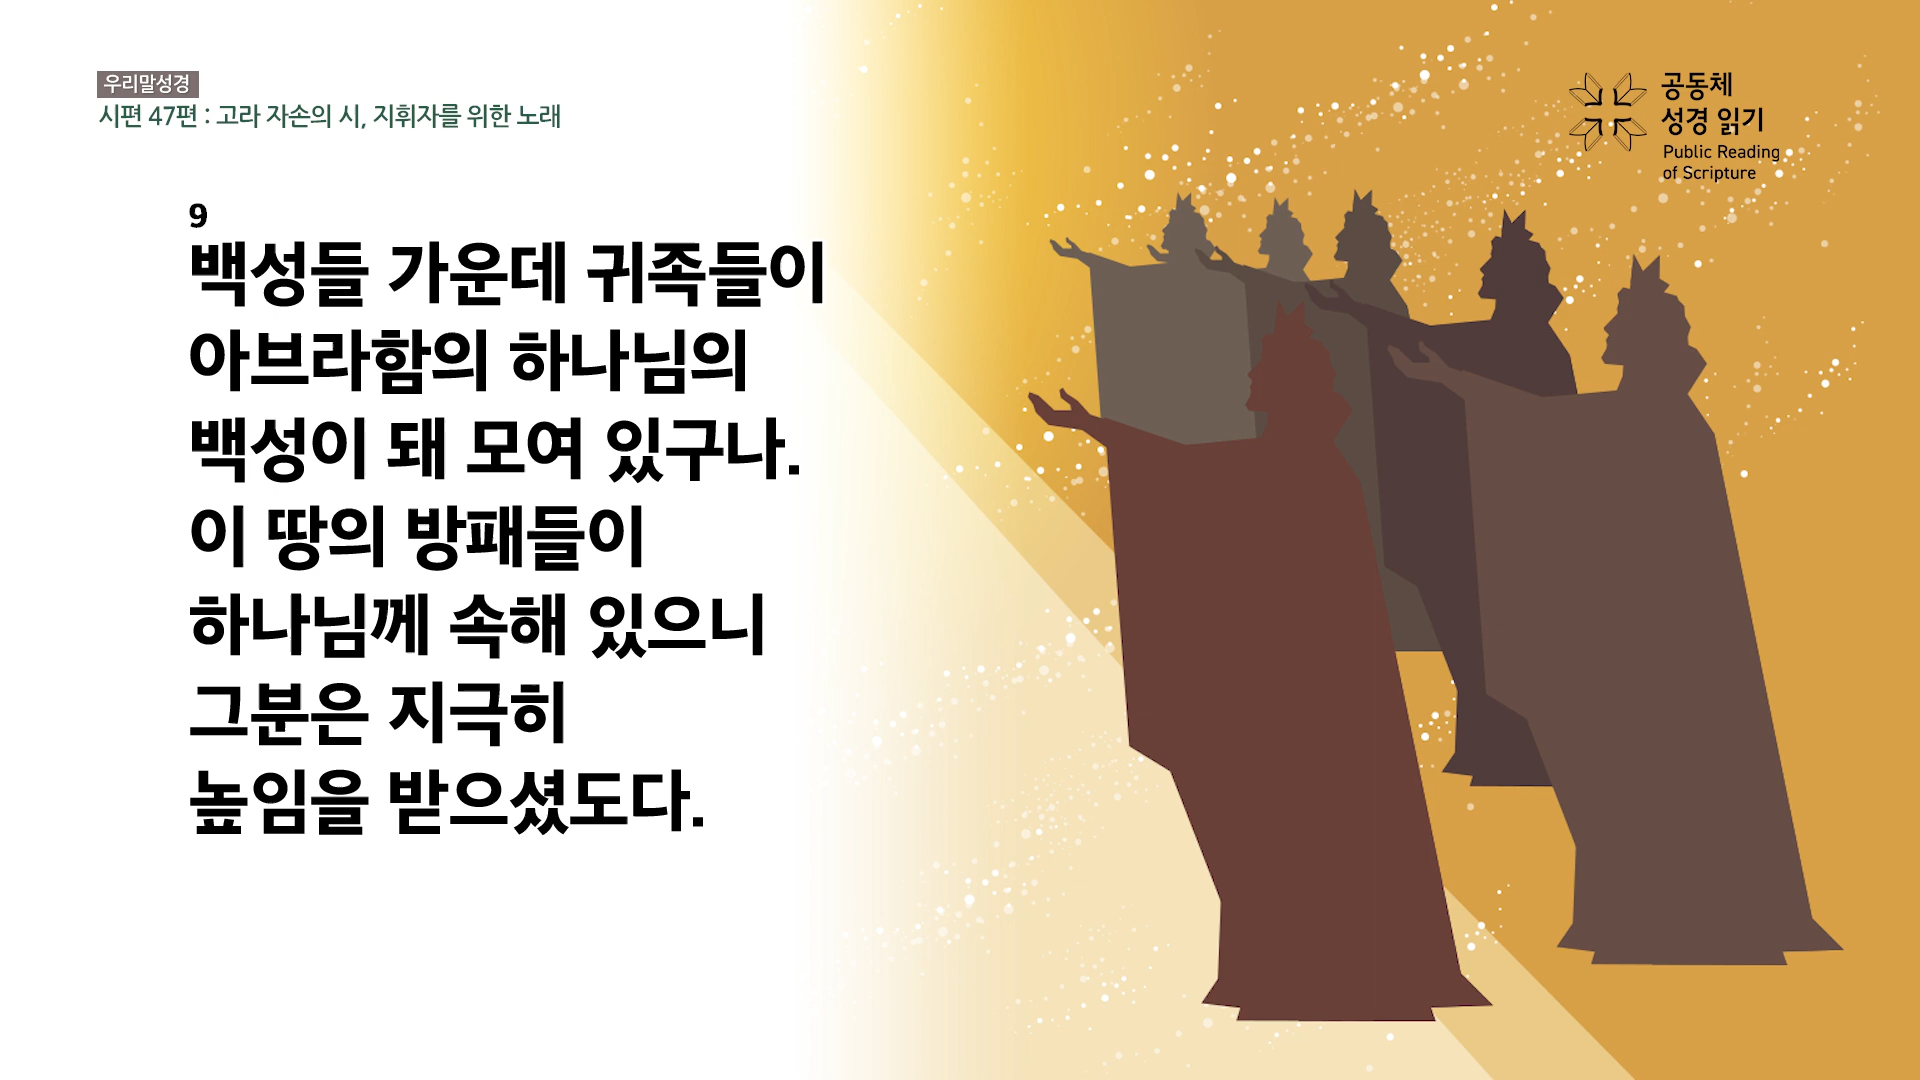 우리말성경
시편 47편 : 고라 자손의 시, 지휘자를 위한 노래
공동체
성경 읽기
Public Reading
of Scripture
9
백성들 가운데 귀족들이
아브라함의 하나님의
백성이 돼 모여 있구나.
이 땅의 방패들이
하나님께 속해 있으니
그분은 지극히
높임을 받으셨도다.